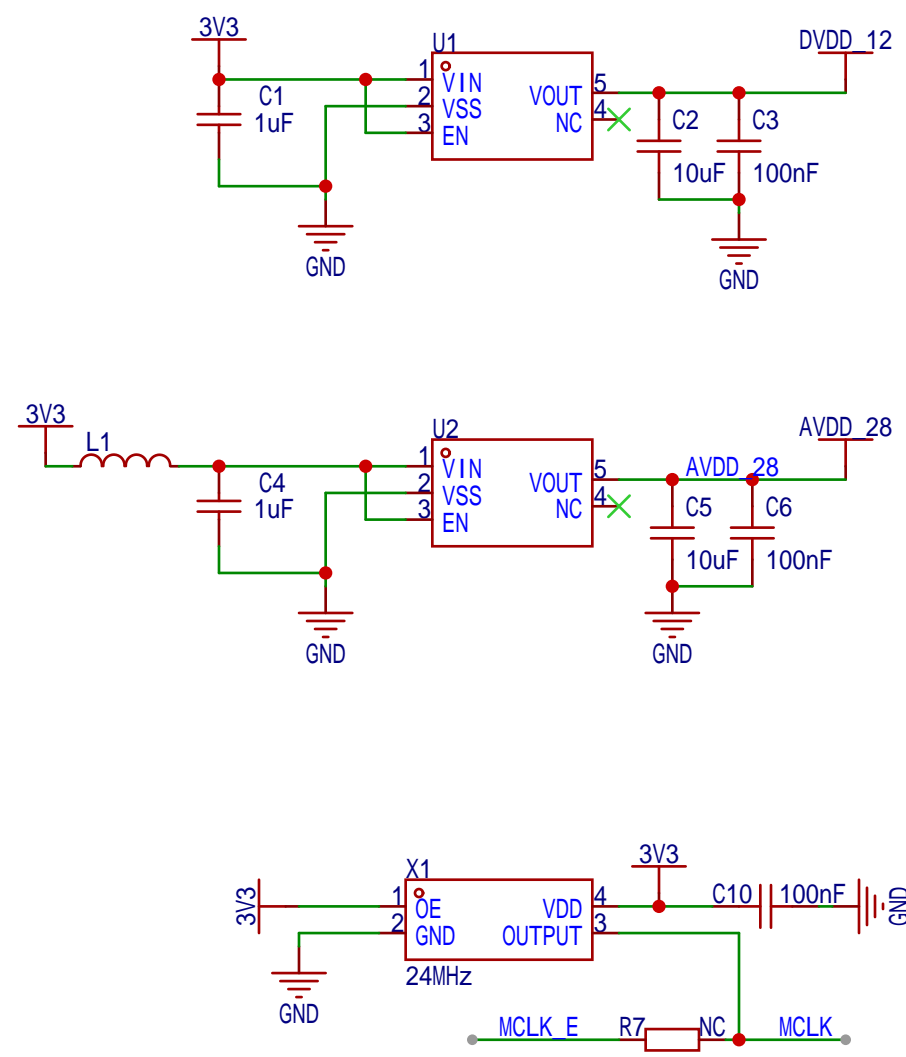 3V3
U1
DVDD_12
1
VIN
5
C1
2
VSS
VOUT
4
1uF
3
EN
NC
C2
C3
10uF
100nF
GND
GND
3V3
L1
U2
AVDD_28
1
VIN
5
AVDD_28
C4
2
VSS
VOUT
4
1uF
3
EN
NC
C5
C6
10uF
100nF
GND
GND
X1
3V3
3V3
1
OE
VDD
4
C10
100nF
GND
2
GND
OUTPUT
3
24MHz
GND
MCLK_E
R7
NC
MCLK